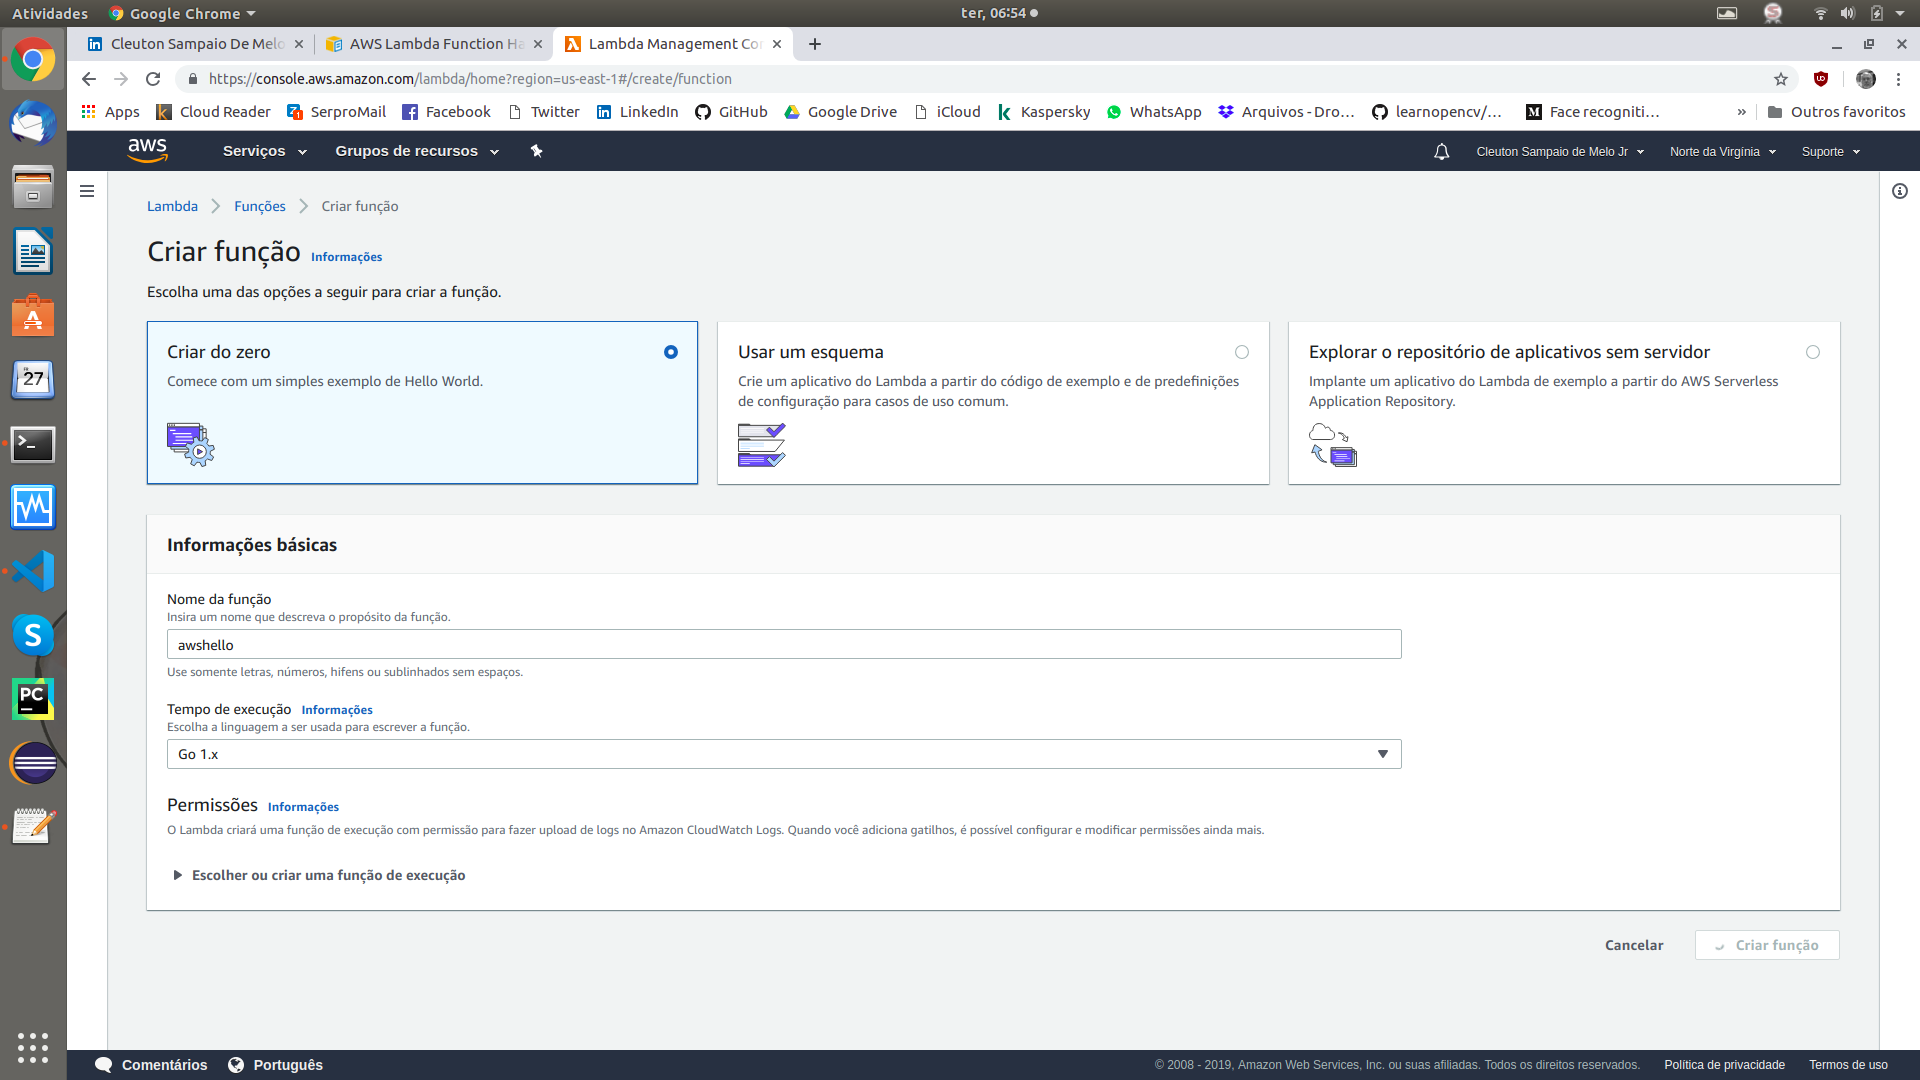 Atividades
Google Chrome
ter, 06:54
Cleuton Sampaio De Melo
AWS Lambda Function Ha
Lambda Management Con
https://console.aws.amazon.com/lambda/home?region=us-east-1#/create/function
Apps
Cloud Reader
SerproMail
Facebook
Twitter
LinkedIn
GitHub
Google Drive
iCloud
Kaspersky
WhatsApp
Arquivos - Dro...
learnopencv/...
Face recogniti...
»
Outros favoritos
aws
Serviços
Grupos de recursos
Cleuton Sampaio de Melo Jr
Norte da Virgínia
Suporte
Lambda
Funções
Criar função
Criar função
Informações
Escolha uma das opções a seguir para criar a função.
Criar do zero
Comece com um simples exemplo de Hello World.
Usar um esquema
Crie um aplicativo do Lambda a partir do código de exemplo e de predefinições
de configuração para casos de uso comum.
Explorar o repositório de aplicativos sem servidor
Implante um aplicativo do Lambda de exemplo a partir do AWS Serverless
Application Repository.
Informações básicas
Nome da função
Insira um nome que descreva o propósito da função.
awshello
Use somente letras, números, hifens ou sublinhados sem espaços.
Tempo de execução
Informações
Escolha a linguagem a ser usada para escrever a função.
Go 1.x
Permissões
Informações
O Lambda criará uma função de execução com permissão para fazer upload de logs no Amazon CloudWatch Logs. Quando você adiciona gatilhos, é possível configurar e modificar permissões ainda mais.
Escolher ou criar uma função de execução
Cancelar
Criar função
Comentários
Português
© 2008 - 2019, Amazon Web Services, Inc. ou suas afiliadas. Todos os direitos reservados.
Política de privacidade
Termos de uso
27
S
PC